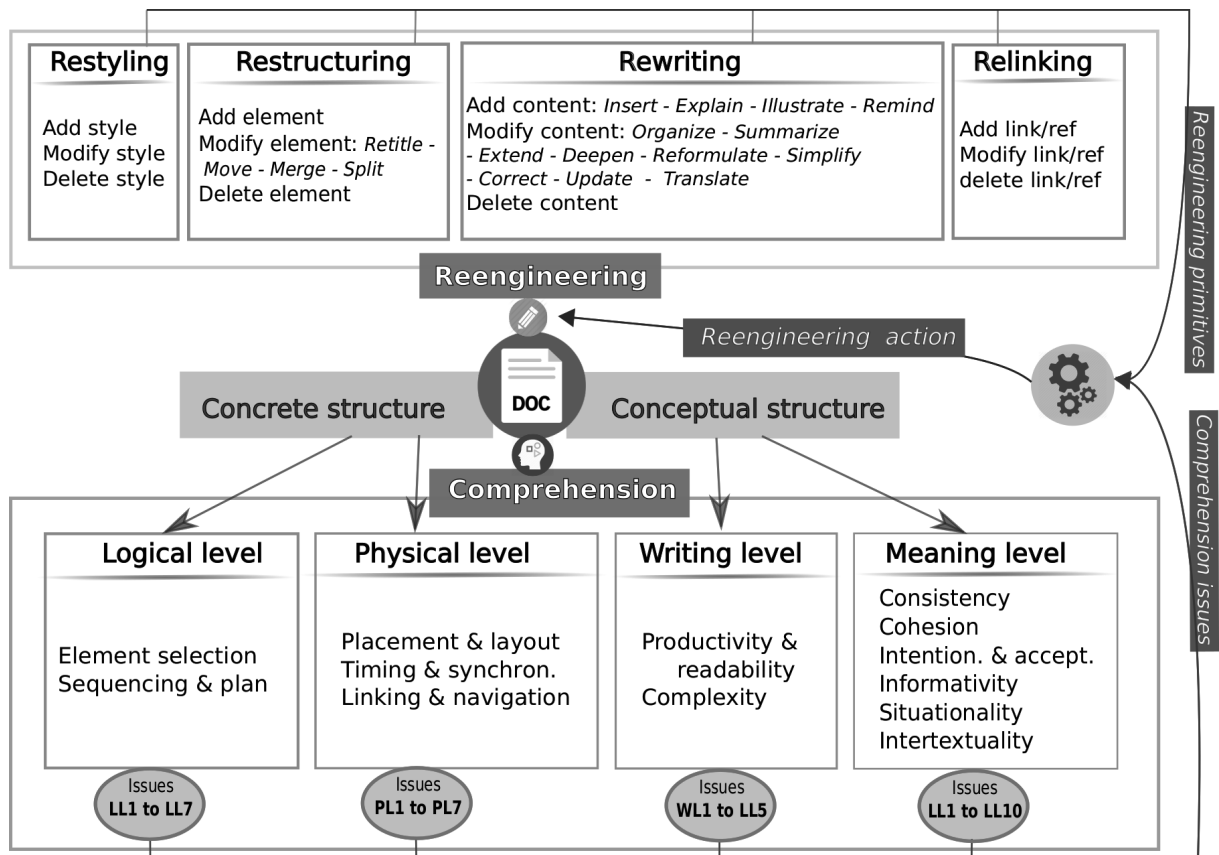 Restyling
Add style
Modify style
Delete style
Restructuring
Add element
Modify element: Retitle -
Move - Merge - Split
Delete element
Rewriting
Add content: Insert - Explain - Illustrate - Remind
Modify content: Organize - Summarize
- Extend - Deepen - Reformulate - Simplify
- Correct - Update - Translate
Delete content
Relinking
Add link/ref
Modify link/ref
delete link/ref
Reengineering primitives
Reengineering
Reengineering action
DOC
Concrete structure
Conceptual structure
Comprehension
Comprehension issues
Logical level
Element selection
Sequencing & plan
Issues
LL1 to LL7
Physical level
Placement & layout
Timing & synchron.
Linking & navigation
Issues
PL1 to PL7
Writing level
Productivity &
readability
Complexity
Issues
WL1 to LL5
Meaning level
Consistency
Cohesion
Intention. & accept.
Informativity
Situationality
Intertextuality
Issues
LL1 to LL10